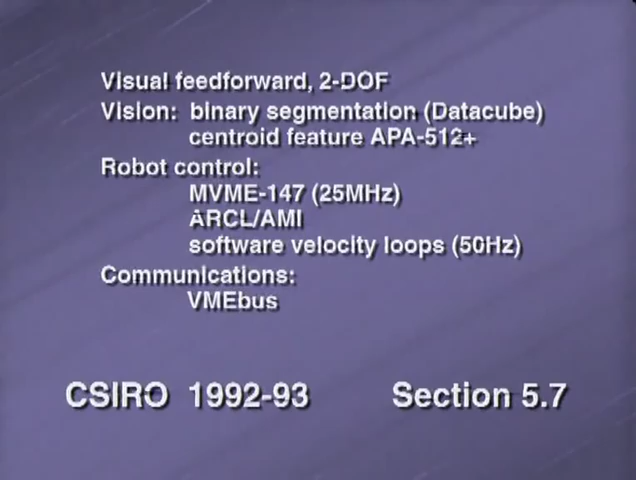 Visual feedforward, 2-DOF
Vision: binary segmentation (Datacube)
centroid feature APA-512+
Robot control:
MVME-147 (25MHz)
ARCL/AMI
software velocity loops (50Hz)
Communications:
VMEbus
CSIRO 1992-93 Section 5.7